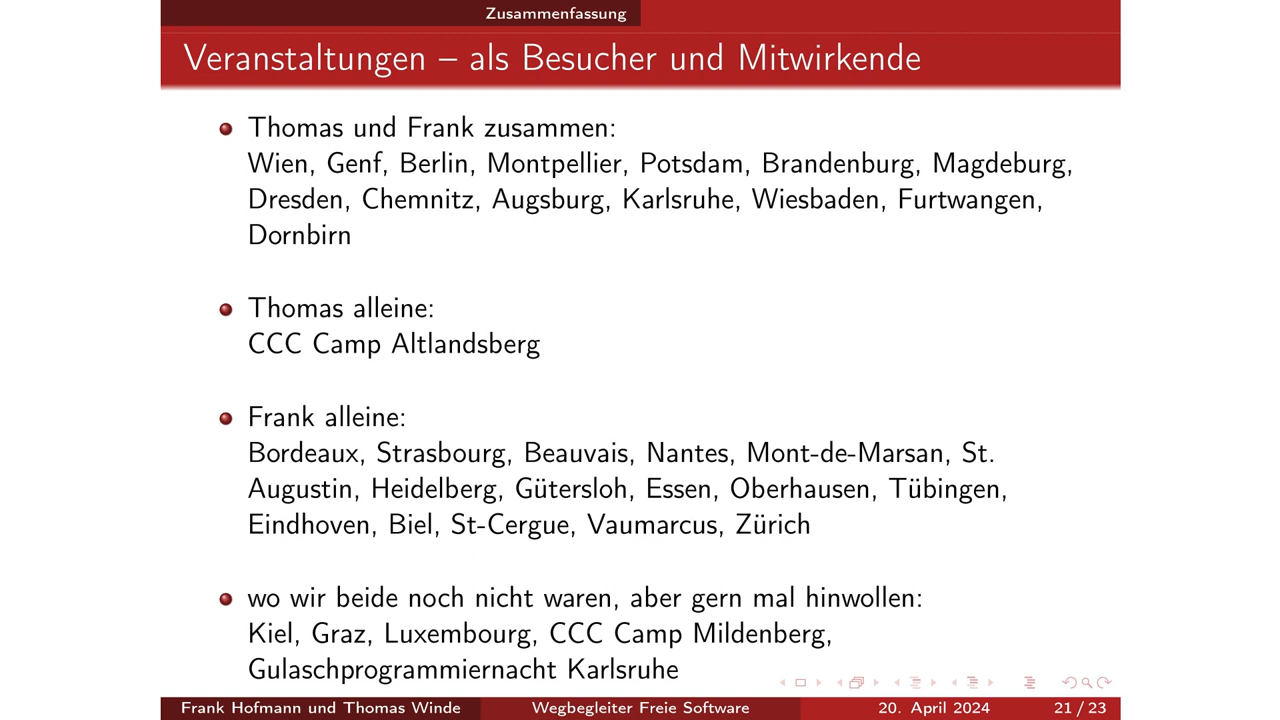 Zusammenfassung
Veranstaltungen – als Besucher und Mitwirkende
Thomas und Frank zusammen:
Wien, Genf, Berlin, Montpellier, Potsdam, Brandenburg, Magdeburg,
Dresden, Chemnitz, Augsburg, Karlsruhe, Wiesbaden, Furtwangen,
Dornbirn
Thomas alleine:
CCC Camp Altlandsberg
Frank alleine:
Bordeaux, Strasbourg, Beauvais, Nantes, Mont-de-Marsan, St.
Augustin, Heidelberg, Gütersloh, Essen, Oberhausen, Tübingen,
Eindhoven, Biel, St-Cergue, Vaumarcus, Zürich
wo wir beide noch nicht waren, aber gern mal hinwollen:
Kiel, Graz, Luxembourg, CCC Camp Mildenberg,
Gulaschprogrammiernacht Karlsruhe
Frank Hofmann und Thomas Winde Wegbegleiter Freie Software 20. April 2024 21 / 23